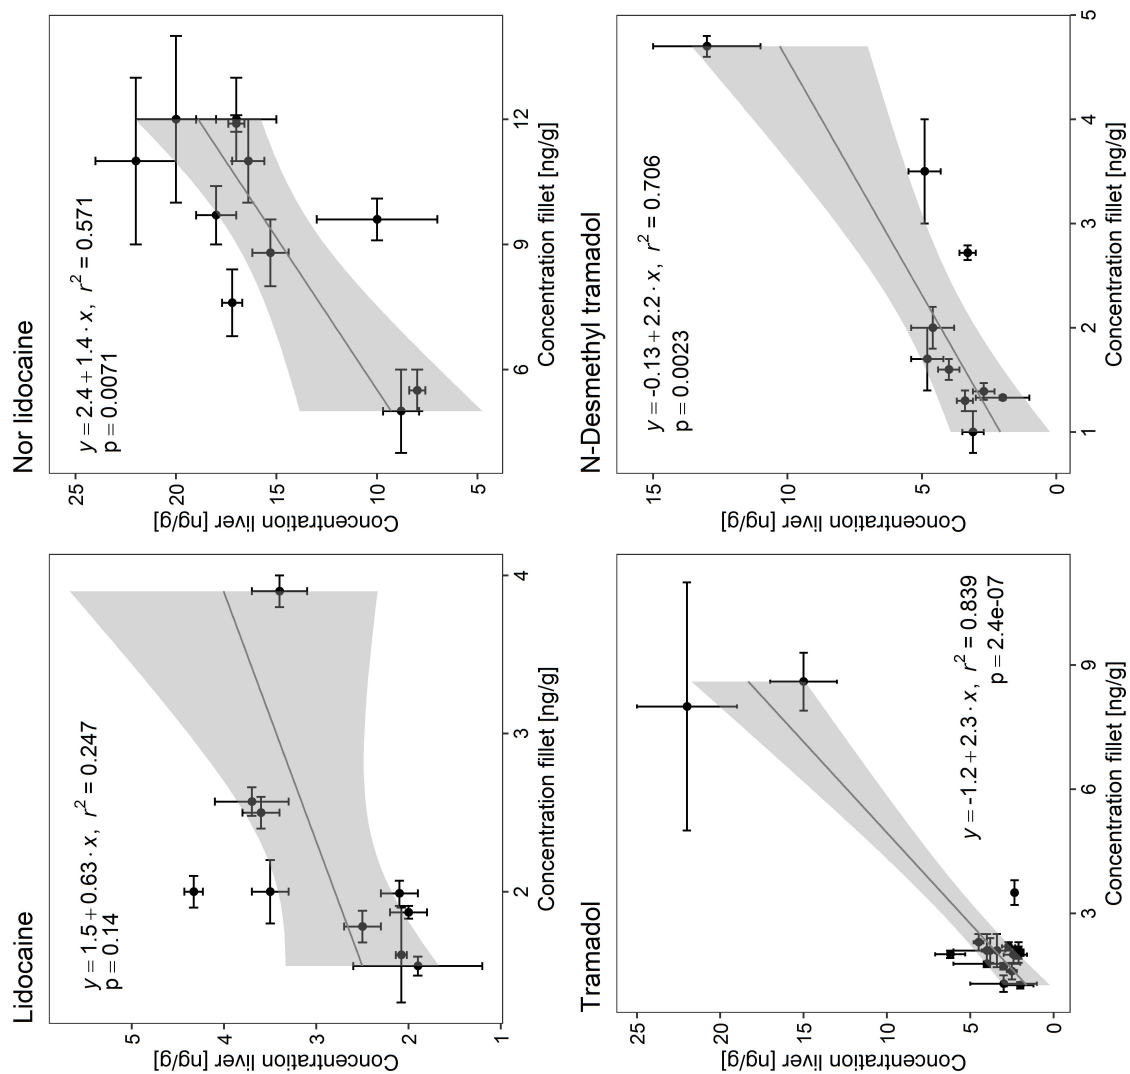 Lidocaine
y = 1.5 + 0.63 · x, r² = 0.247
p = 0.14
5
4
3
2
1
Concentration liver [ng/g]
2
3
4
Concentration fillet [ng/g]
Nor lidocaine
y = 2.4 + 1.4 · x, r² = 0.571
p = 0.0071
25
20
15
10
5
Concentration liver [ng/g]
6
9
12
Concentration fillet [ng/g]
Tramadol
y = -1.2 + 2.3 · x, r² = 0.839
p = 2.4e-07
25
20
15
10
5
0
Concentration liver [ng/g]
3
6
9
Concentration fillet [ng/g]
N-Desmethyl tramadol
y = -0.13 + 2.2 · x, r² = 0.706
p = 0.0023
15
10
5
0
Concentration liver [ng/g]
1
2
3
4
5
Concentration fillet [ng/g]